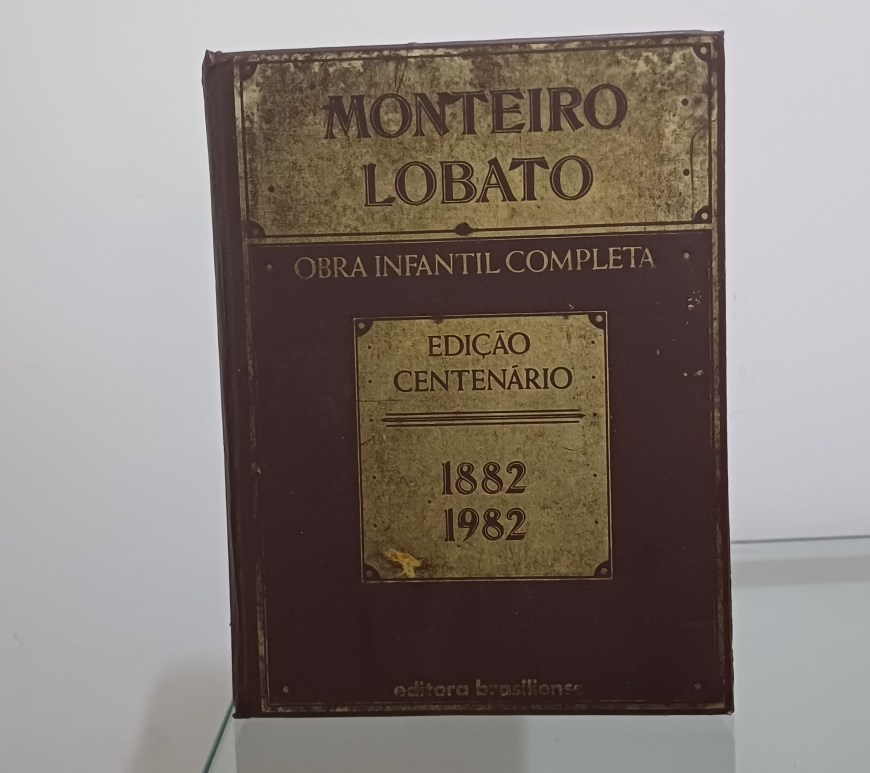 MONTEIRO
LOBATO
OBRA INFANTIL COMPLETA
EDIÇÃO
CENTENÁRIO
1882
1982
editora brasiliense